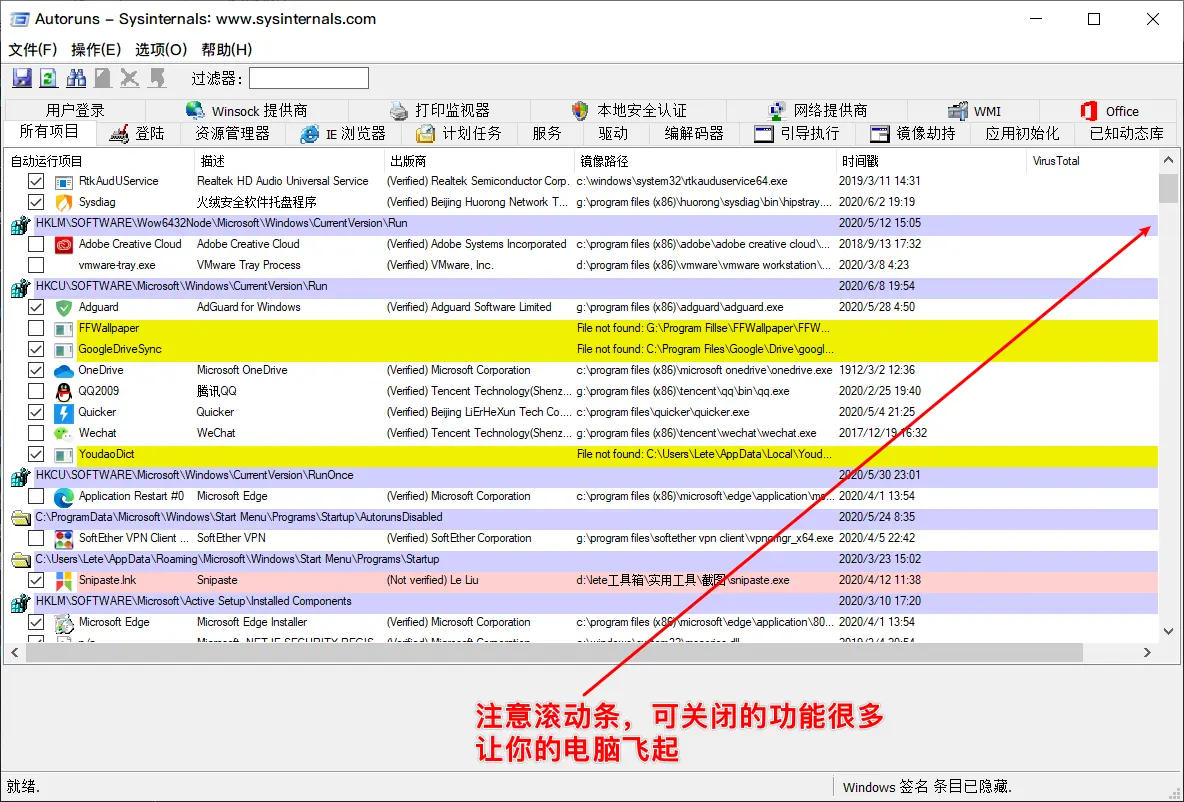 Autoruns - Sysinternals: www.sysinternals.com
文件(F) 操作(E) 选项(O) 帮助(H)
过滤器:
用户登录 Winsock 提供商 打印监视器 本地安全认证 网络提供商 WMI Office
所有项目 登陆 资源管理器 IE 浏览器 计划任务 服务 驱动 编解码器 引导执行 镜像劫持 应用初始化 已知动态库
自动运行项目 描述 出版商 镜像路径 时间戳 VirusTotal
RtkAudUService Realtek HD Audio Universal Service (Verified) Realtek Semiconductor Corp. c:\windows\system32\rtkauduservice64.exe 2019/3/11 14:31
Sysdiag 火绒安全软件托盘程序 (Verified) Beijing Huorong Network T... g:\program files (x86)\huorong\sysdiag\bin\hipstray.... 2020/6/2 19:19
HKLM\SOFTWARE\Wow6432Node\Microsoft\Windows\CurrentVersion\Run 2020/5/12 15:05
Adobe Creative Cloud Adobe Creative Cloud (Verified) Adobe Systems Incorporated c:\program files (x86)\adobe\adobe creative cloud\... 2018/9/13 17:32
vmware-tray.exe VMware Tray Process (Verified) VMware, Inc. d:\program files (x86)\vmware\vmware workstation\... 2020/3/8 4:23
HKCU\SOFTWARE\Microsoft\Windows\CurrentVersion\Run 2020/6/8 19:54
Adguard AdGuard for Windows (Verified) Adguard Software Limited g:\program files (x86)\adguard\adguard.exe 2020/5/28 4:50
FFWallpaper File not found: G:\Program Fillse\FFWallpaper\FFW...
GoogleDriveSync File not found: C:\Program Files\Google\Drive\googl...
OneDrive Microsoft OneDrive (Verified) Microsoft Corporation c:\program files (x86)\microsoft onedrive\onedrive.exe 1912/3/2 12:36
QQ2009 腾讯QQ (Verified) Tencent Technology(Shenz... g:\program files (x86)\tencent\qq\bin\qq.exe 2020/2/25 19:40
Quicker Quicker (Verified) Beijing LiErHeXun Tech Co.... c:\program files\quicker\quicker.exe 2020/5/4 21:25
Wechat WeChat (Verified) Tencent Technology(Shenz... g:\program files (x86)\tencent\wechat\wechat.exe 2017/12/19 16:32
YoudaoDict File not found: C:\Users\Lete\AppData\Local\Youd...
HKCU\SOFTWARE\Microsoft\Windows\CurrentVersion\RunOnce 2020/5/30 23:01
Application Restart #0 Microsoft Edge (Verified) Microsoft Corporation c:\program files (x86)\microsoft\edge\application\ms... 2020/4/1 13:54
C:\ProgramData\Microsoft\Windows\Start Menu\Programs\Startup\AutorunsDisabled 2020/5/24 8:35
SoftEther VPN Client ... SoftEther VPN (Verified) SoftEther Corporation g:\program files\softether vpn client\vpncmgr_x64.exe 2020/4/5 22:42
C:\Users\Lete\AppData\Roaming\Microsoft\Windows\Start Menu\Programs\Startup 2020/3/23 15:02
Snipaste.lnk Snipaste (Not verified) Le Liu d:\lete工具箱\实用工具\截图\snipaste.exe 2020/4/12 11:38
HKLM\SOFTWARE\Microsoft\Active Setup\Installed Components 2020/3/10 17:20
Microsoft Edge Microsoft Edge Installer (Verified) Microsoft Corporation c:\program files (x86)\microsoft\edge\application\80... 2020/4/1 13:54
注意滚动条，可关闭的功能很多
让你的电脑飞起
就绪.
Windows 签名 条目已隐藏.